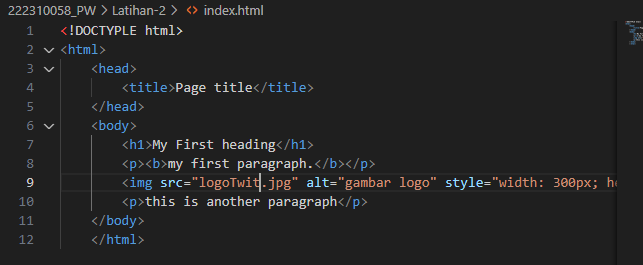 222310058_PW > Latihan-2 > <> index.html
1 <!DOCTYPE html>
2 <html>
3 <head>
4 <title>Page title</title>
5 </head>
6 <body>
7 <h1>My First heading</h1>
8 <p><b>my first paragraph.</b></p>
9 <img src="logoTwit.jpg" alt="gambar logo" style="width: 300px; he
10 <p>this is another paragraph</p>
11 </body>
12 </html>